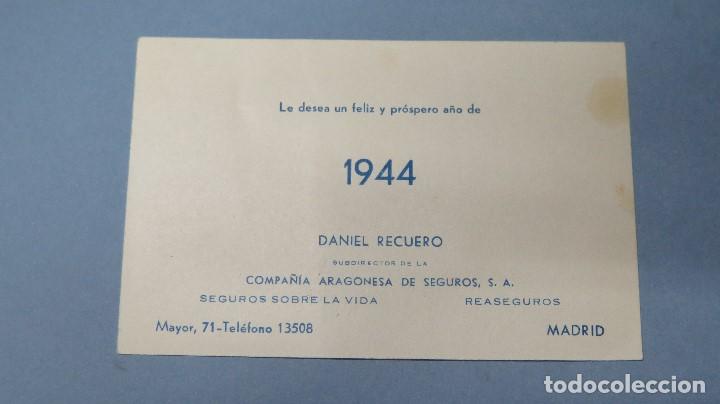 Le desea un feliz y próspero año de
1944
DANIEL RECUERO
SUBDIRECTOR DE LA
COMPAÑÍA ARAGONESA DE SEGUROS, S. A.
SEGUROS SOBRE LA VIDA REASEGUROS
Mayor, 71-Teléfono 13508 MADRID
todocoleccion